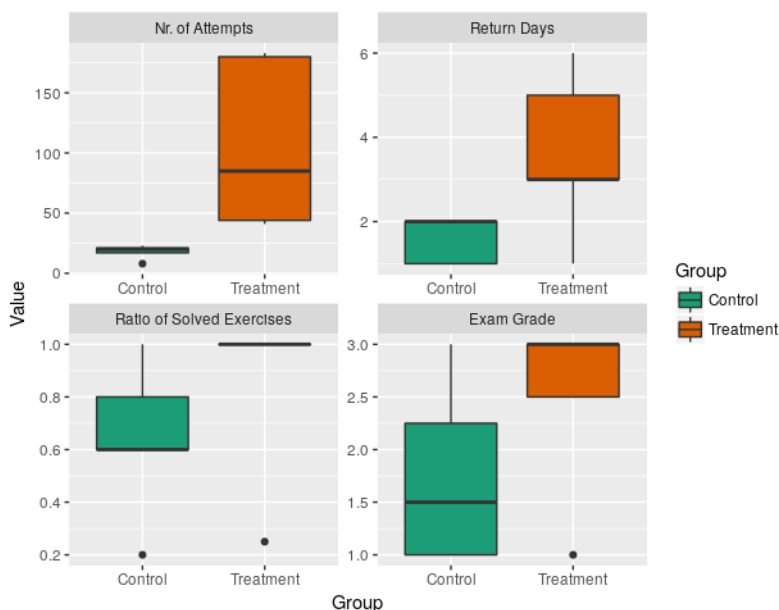 Nr. of Attempts
Return Days
150
100
50
0
Control
Treatment
6
4
2
Control
Treatment
Ratio of Solved Exercises
Exam Grade
1.0
0.8
0.6
0.4
0.2
Control
Treatment
3.0
2.5
2.0
1.5
1.0
Control
Treatment
Value
Group
Group
Control
Treatment